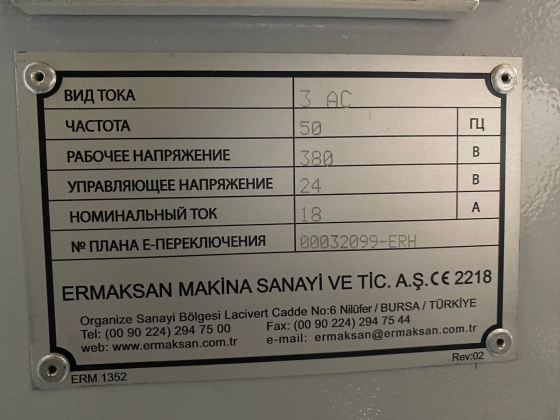 ВИД ТОКА 3 AC
ЧАСТОТА 50 ГЦ
РАБОЧЕЕ НАПРЯЖЕНИЕ 380 В
УПРАВЛЯЮЩЕЕ НАПРЯЖЕНИЕ 24 В
НОМИНАЛЬНЫЙ ТОК 18 А
№ ПЛАНА Е-ПЕРЕКЛЮЧЕНИЯ 00032099-ERH
ERMAKSAN MAKİNA SANAYİ VE TİC. A.Ş. CE 2218
Organize Sanayi Bölgesi Lacivert Cadde No:6 Nilüfer / BURSA / TÜRKİYE
Tel: (00 90 224) 294 75 00 Fax: (00 90 224) 294 75 44
web: www.ermaksan.com.tr e-mail: ermaksan@ermaksan.com.tr
ERM 1352 Rev:02